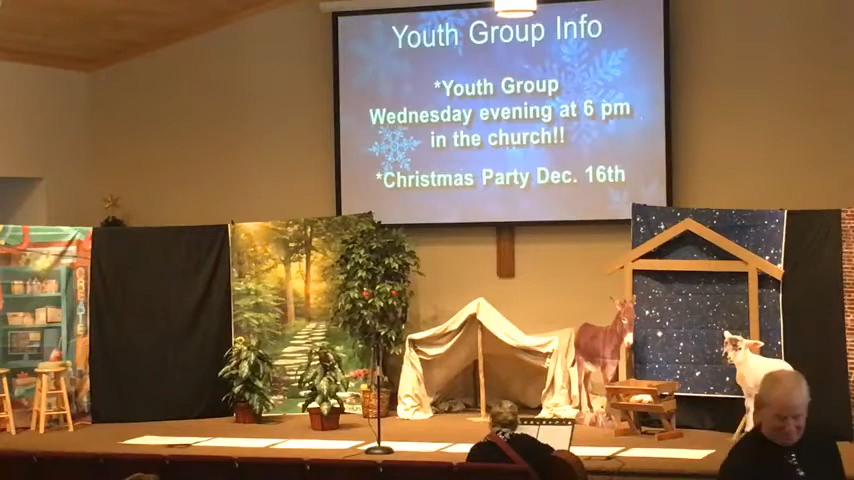 Youth Group Info
*Youth Group
Wednesday evening at 6 pm
in the church!!
*Christmas Party Dec. 16th